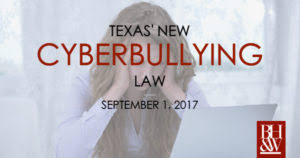 TEXAS' NEW
CYBERBULLYING
LAW
SEPTEMBER 1, 2017
BH
&W